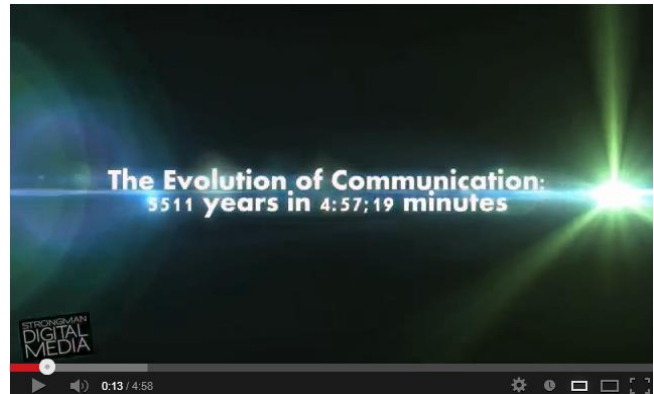 The Evolution of Communication:
5511 years in 4:57;19 minutes
STRONGMAN
DIGITAL
MEDIA
0:13 / 4:58